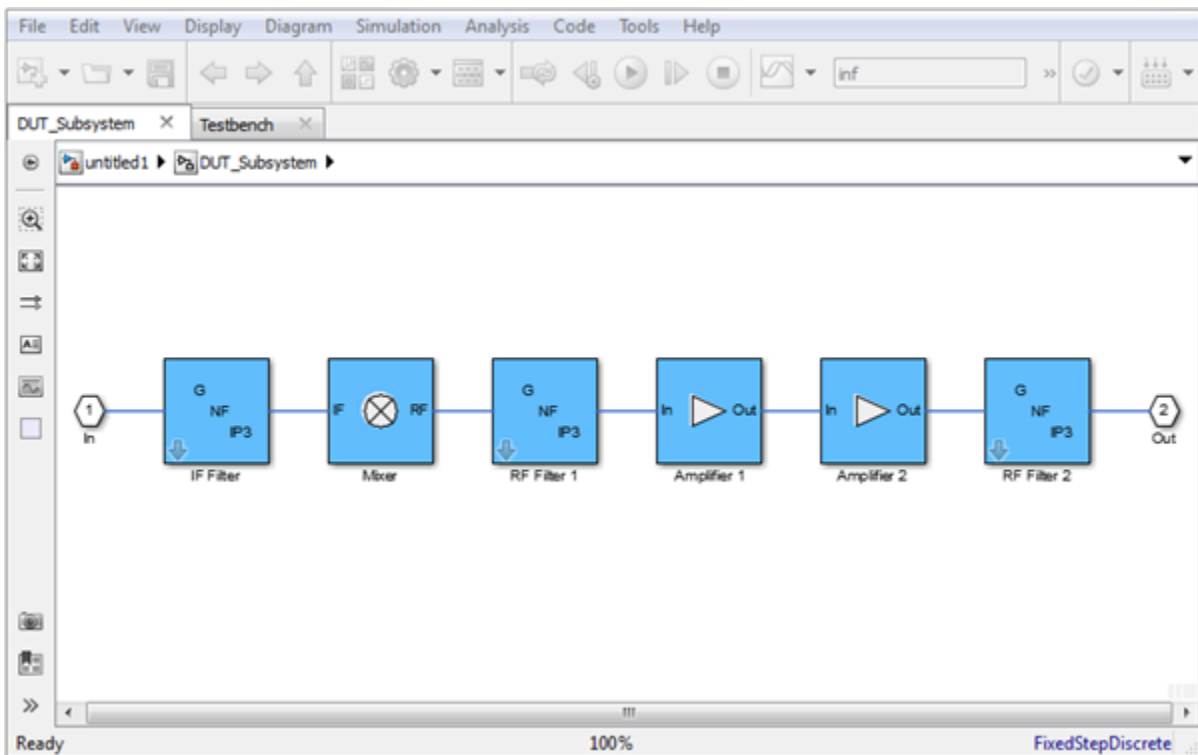 File Edit View Display Diagram Simulation Analysis Code Tools Help
inf
DUT_Subsystem Testbench
untitled1 DUT_Subsystem
1
In
G
NF
IP3
IF Filter
IF RF
Mixer
G
NF
IP3
RF Filter 1
In Out
Amplifier 1
In Out
Amplifier 2
G
NF
IP3
RF Filter 2
2
Out
Ready 100% FixedStepDiscrete